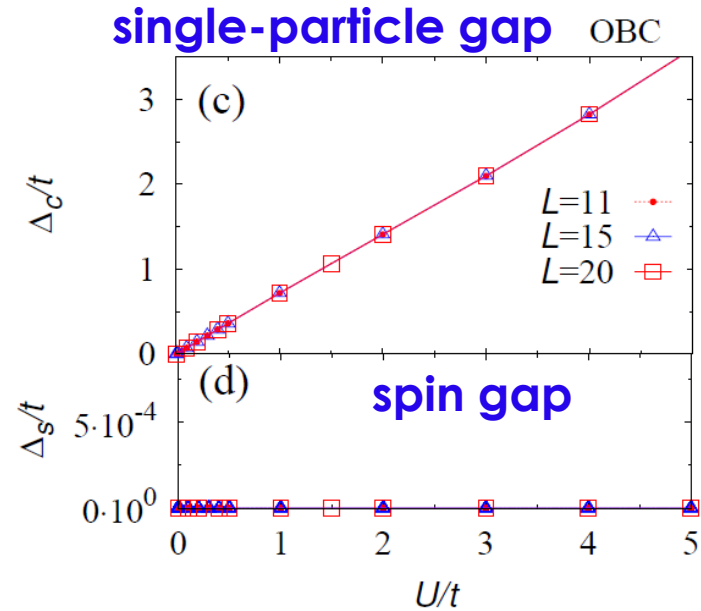 single-particle gap OBC
(c)
3
2
1
0
Δc/t
L=11
L=15
L=20
(d)
spin gap
Δs/t
5·10⁻⁴
0·10⁰
0 1 2 3 4 5
U/t